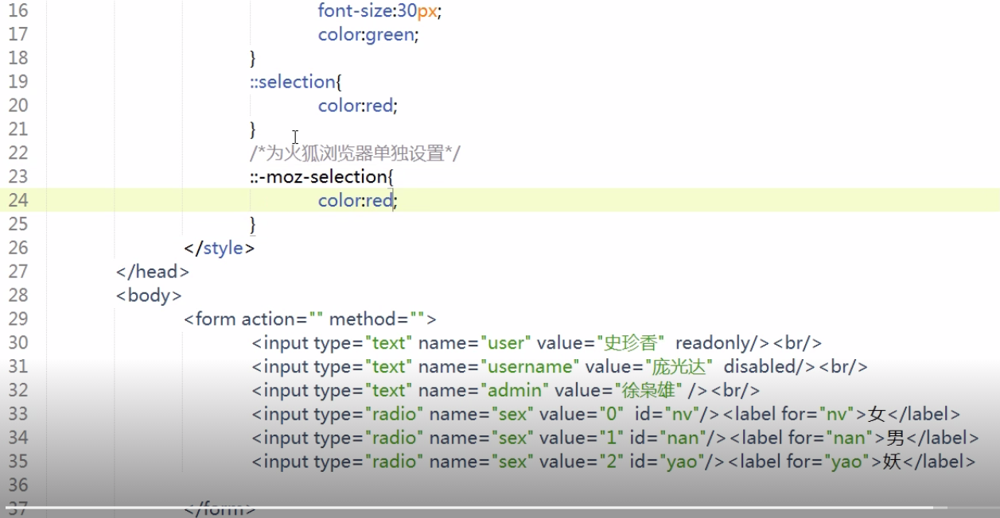 16 font-size:30px;
17 color:green;
18 }
19 ::selection{
20 color:red;
21 }
22 /*为火狐浏览器单独设置*/
23 ::-moz-selection{
24 color:red;
25 }
26 </style>
27 </head>
28 <body>
29 <form action="" method="">
30 <input type="text" name="user" value="史珍香" readonly/><br/>
31 <input type="text" name="username" value="庞光达" disabled/><br/>
32 <input type="text" name="admin" value="徐枭雄" /><br/>
33 <input type="radio" name="sex" value="0" id="nv"/><label for="nv">女</label>
34 <input type="radio" name="sex" value="1" id="nan"/><label for="nan">男</label>
35 <input type="radio" name="sex" value="2" id="yao"/><label for="yao">妖</label>
36
37 </form>